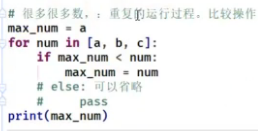 # 很多很多数,:重复的运行过程。比较操作
max_num = a
for num in [a, b, c]:
    if max_num < num:
        max_num = num
    # else: 可以省略
    #     pass
print(max_num)